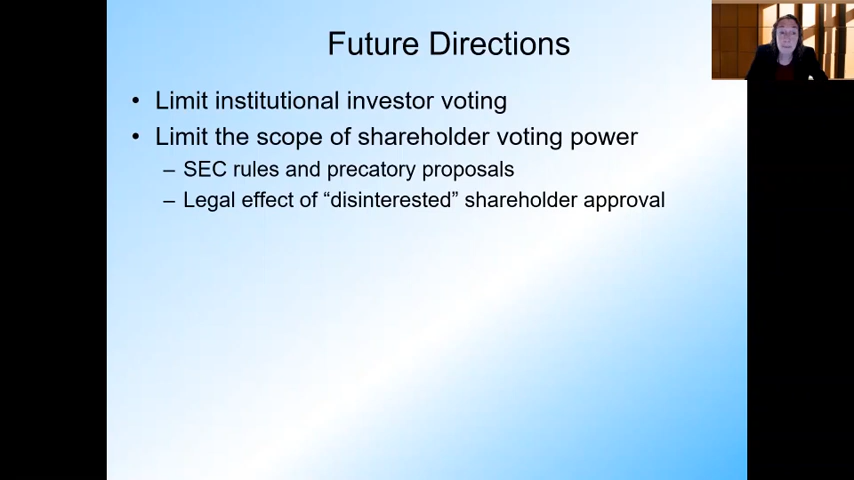 Future Directions
• Limit institutional investor voting
• Limit the scope of shareholder voting power
– SEC rules and precatory proposals
– Legal effect of “disinterested” shareholder approval